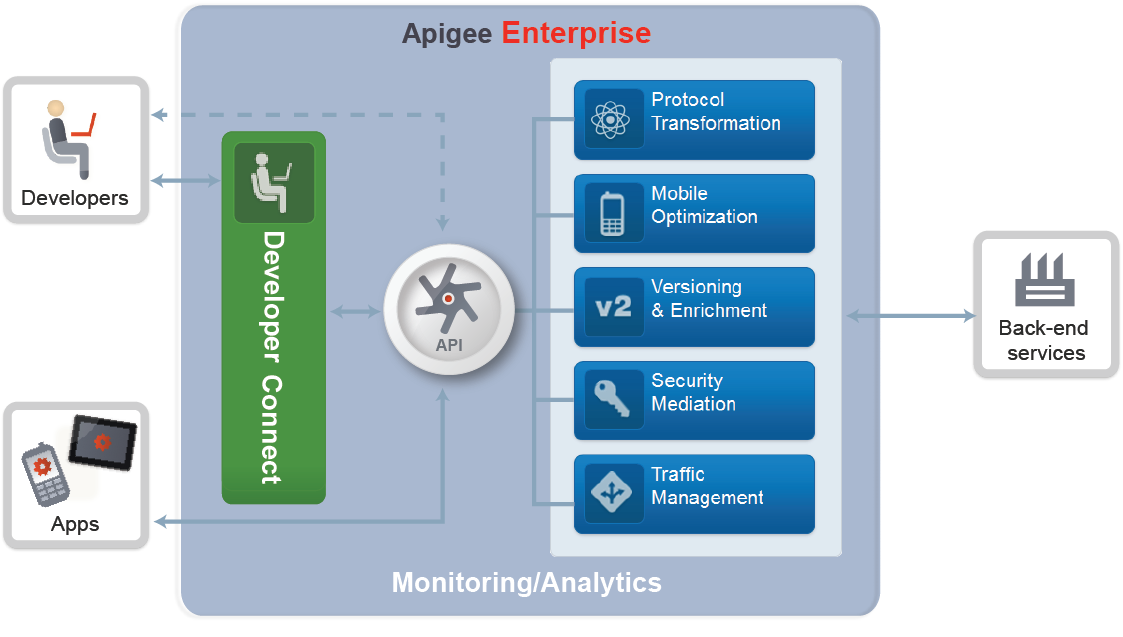 Apigee Enterprise
Developers
Developer Connect
API
Protocol
Transformation
Mobile
Optimization
v2
Versioning
& Enrichment
Security
Mediation
Traffic
Management
Back-end
services
Apps
Monitoring/Analytics